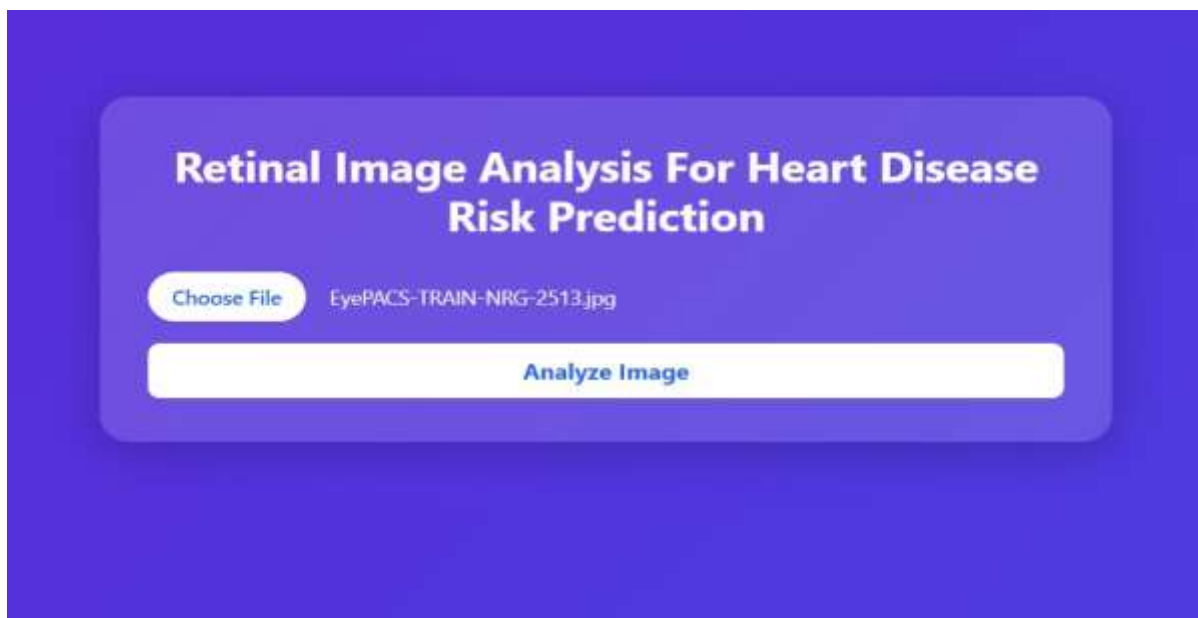 Retinal Image Analysis For Heart Disease
Risk Prediction
Choose File EyePACS-TRAIN-NRG-2513.jpg
Analyze Image